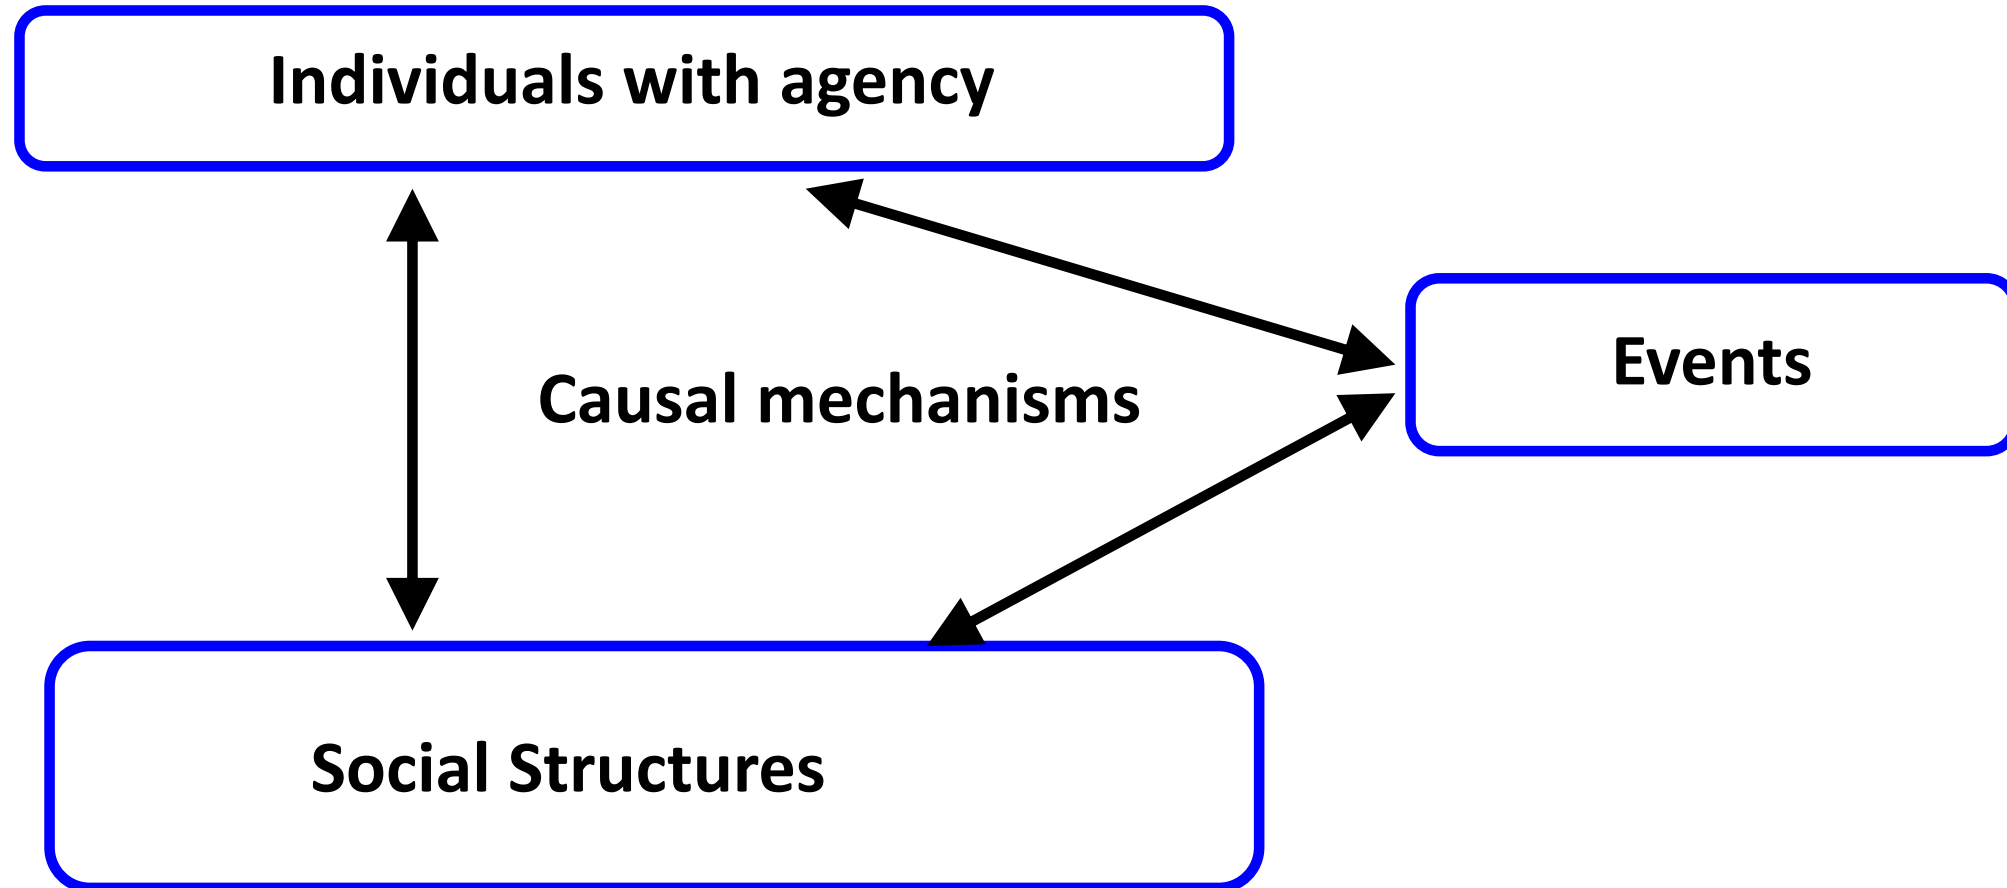 Individuals with agency
Events
Causal mechanisms
Social Structures